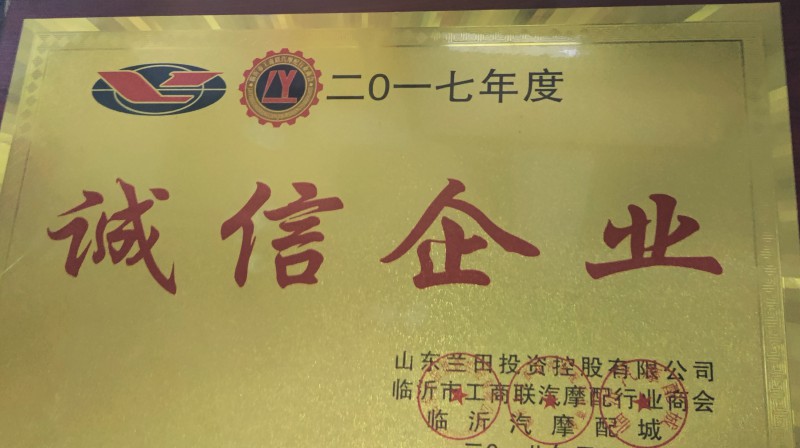 二〇一七年度
诚信企业
山东兰田投资控股有限公司
临沂市工商联汽摩配行业商会
临沂汽摩配城